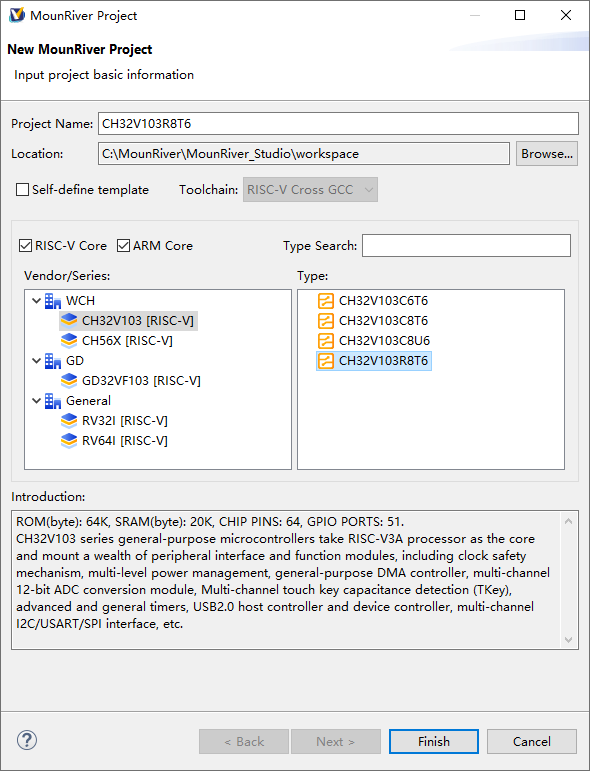 MounRiver Project
New MounRiver Project
Input project basic information
Project Name: CH32V103R8T6
Location: C:\MounRiver\MounRiver_Studio\workspace Browse...
Self-define template Toolchain: RISC-V Cross GCC
RISC-V Core ARM Core Type Search:
Vendor/Series: Type:
WCH CH32V103C6T6
CH32V103 [RISC-V] CH32V103C8T6
CH56X [RISC-V] CH32V103C8U6
GD CH32V103R8T6
GD32VF103 [RISC-V]
General
RV32I [RISC-V]
RV64I [RISC-V]
Introduction:
ROM(byte): 64K, SRAM(byte): 20K, CHIP PINS: 64, GPIO PORTS: 51.
CH32V103 series general-purpose microcontrollers take RISC-V3A processor as the core
and mount a wealth of peripheral interface and function modules, including clock safety
mechanism, multi-level power management, general-purpose DMA controller, multi-channel
12-bit ADC conversion module, Multi-channel touch key capacitance detection (TKey),
advanced and general timers, USB2.0 host controller and device controller, multi-channel
I2C/USART/SPI interface, etc.
? < Back Next > Finish Cancel